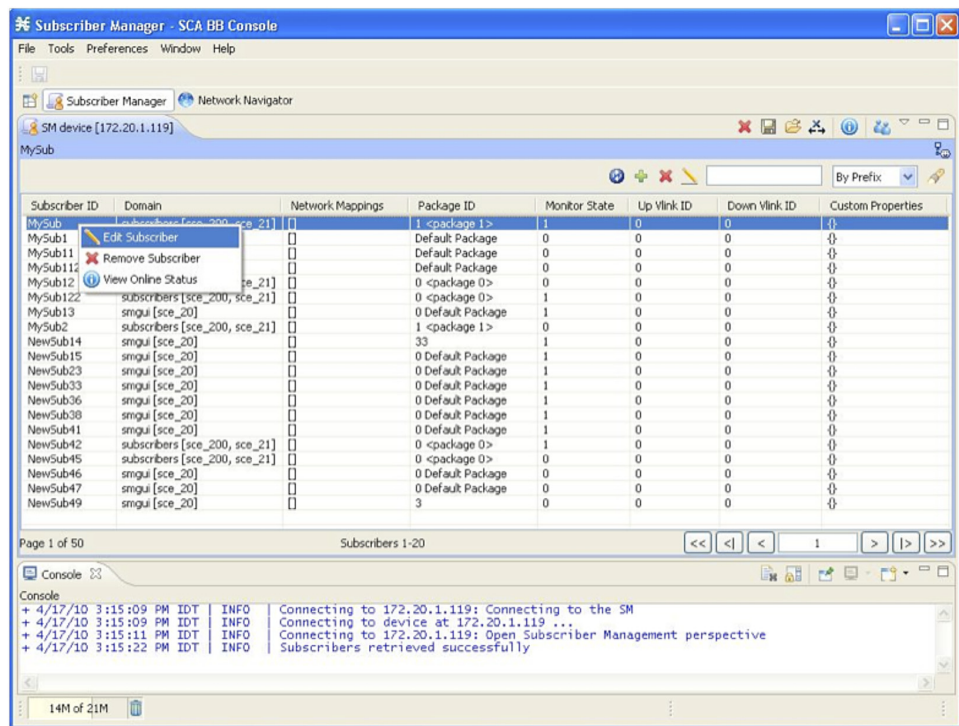 Subscriber Manager - SCA BB Console
File Tools Preferences Window Help
Subscriber Manager Network Navigator
SM device [172.20.1.119]
MySub
By Prefix
Subscriber ID Domain Network Mappings Package ID Monitor State Up Vlink ID Down Vlink ID Custom Properties
MySub subscribers [sce_200, sce_21] [] 1 <package 1> 1 0 0 {}
MySub1 [] Default Package 0 0 0 {}
MySub11 [] Default Package 0 0 0 {}
MySub112 [] Default Package 0 0 0 {}
MySub12 sce_21] [] 0 <package 0> 0 0 0 {}
MySub122 subscribers [sce_200, sce_21] [] 0 <package 0> 1 0 0 {}
MySub13 smgui [sce_20] [] 0 Default Package 1 0 0 {}
MySub2 subscribers [sce_200, sce_21] [] 1 <package 1> 0 0 0 {}
NewSub14 smgui [sce_20] [] 33 1 0 0 {}
NewSub15 smgui [sce_20] [] 0 Default Package 1 0 0 {}
NewSub23 smgui [sce_20] [] 0 Default Package 1 0 0 {}
NewSub33 smgui [sce_20] [] 0 Default Package 1 0 0 {}
NewSub36 smgui [sce_20] [] 0 Default Package 1 0 0 {}
NewSub38 smgui [sce_20] [] 0 Default Package 1 0 0 {}
NewSub41 smgui [sce_20] [] 0 Default Package 1 0 0 {}
NewSub42 subscribers [sce_200, sce_21] [] 0 <package 0> 1 0 0 {}
NewSub45 subscribers [sce_200, sce_21] [] 0 <package 0> 0 0 0 {}
NewSub46 smgui [sce_20] [] 0 Default Package 0 0 0 {}
NewSub47 smgui [sce_20] [] 0 Default Package 0 0 0 {}
NewSub49 smgui [sce_20] [] 3 0 0 0 {}
Edit Subscriber
Remove Subscriber
View Online Status
Page 1 of 50 Subscribers 1-20 << <| < 1 > |> >>
Console
Console
+ 4/17/10 3:15:09 PM IDT | INFO | Connecting to 172.20.1.119: Connecting to the SM
+ 4/17/10 3:15:09 PM IDT | INFO | Connecting to device at 172.20.1.119 ...
+ 4/17/10 3:15:11 PM IDT | INFO | Connecting to 172.20.1.119: Open Subscriber Management perspective
+ 4/17/10 3:15:22 PM IDT | INFO | Subscribers retrieved successfully
14M of 21M